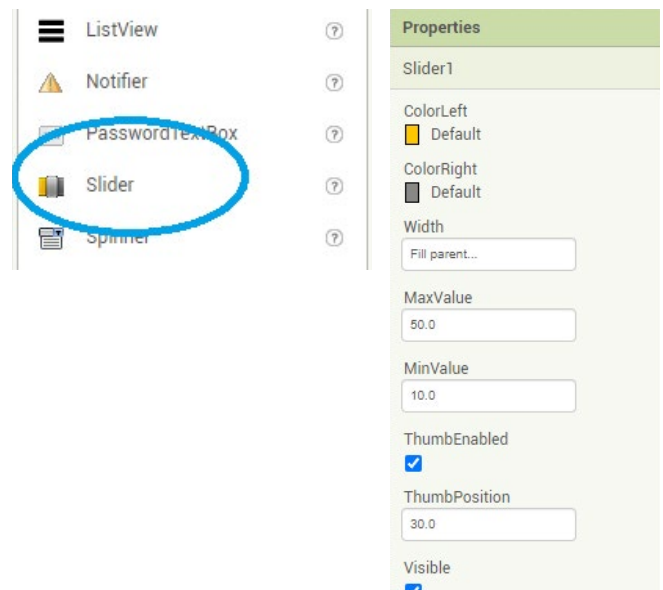 ListView
Notifier
PasswordTextBox
Slider
Spinner
Properties
Slider1
ColorLeft
Default
ColorRight
Default
Width
Fill parent...
MaxValue
50.0
MinValue
10.0
ThumbEnabled
ThumbPosition
30.0
Visible